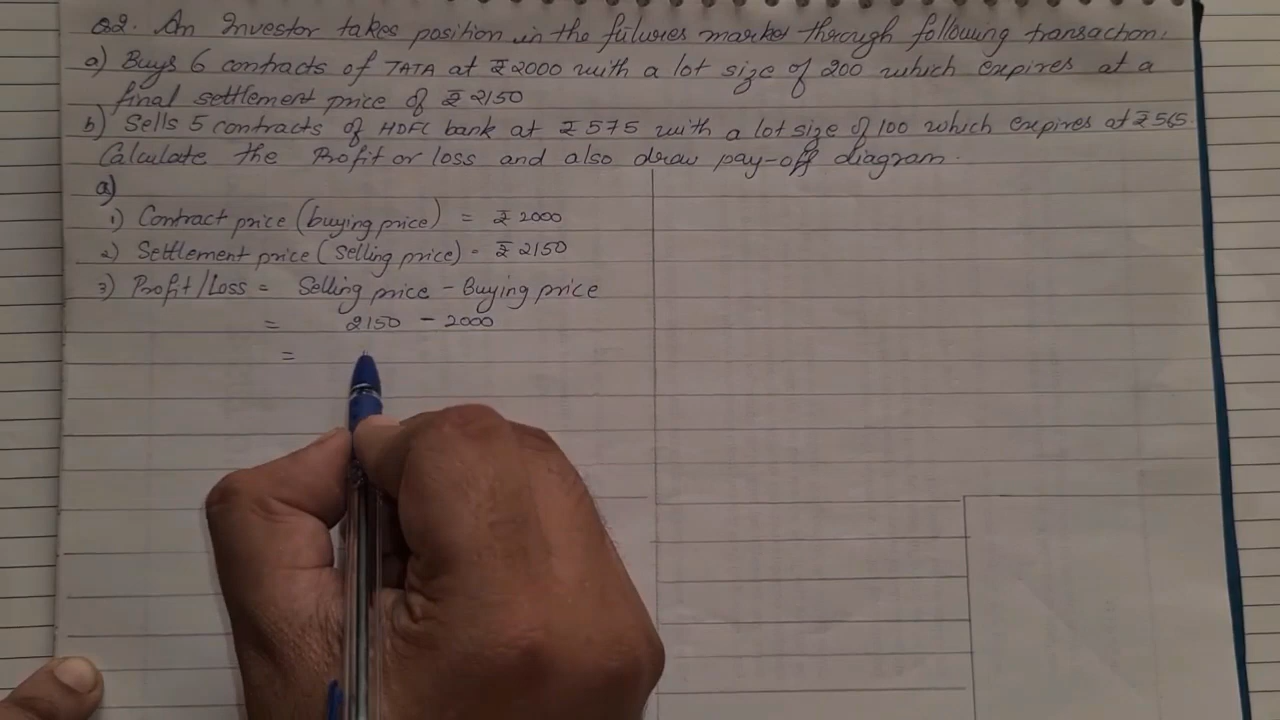 Q2. An Investor takes position in the futures market through following transaction.
a) Buys 6 contracts of TATA at ₹ 2000 with a lot size of 200 which expires at a
final settlement price of ₹ 2150
b) Sells 5 contracts of HDFC bank at ₹ 575 with a lot size of 100 which expires at ₹ 565.
Calculate the Profit or loss and also draw pay-off diagram.
a)
1) Contract price (buying price) = ₹ 2000
2) Settlement price (Selling price) - ₹ 2150
3) Profit/Loss = Selling price - Buying price
= 2150 - 2000
=